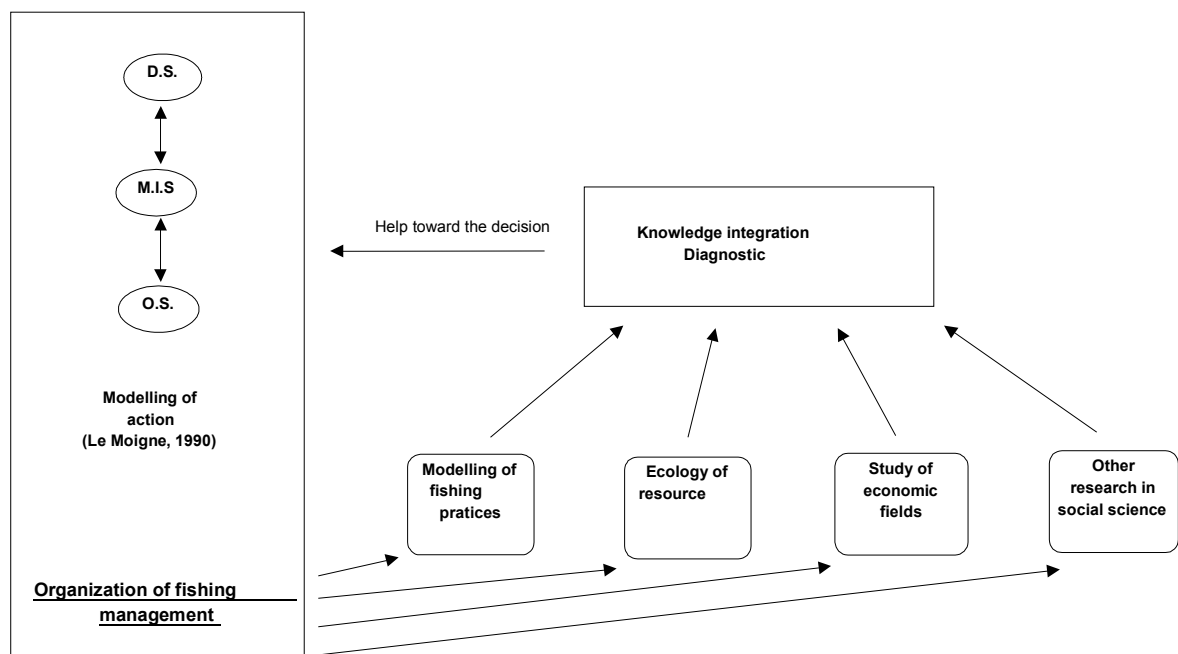 D.S.
M.I.S
O.S.
Modelling of
action
(Le Moigne, 1990)
Organization of fishing
management
Help toward the decision
Knowledge integration
Diagnostic
Modelling of
fishing
pratices
Ecology of
resource
Study of
economic
fields
Other
research in
social science